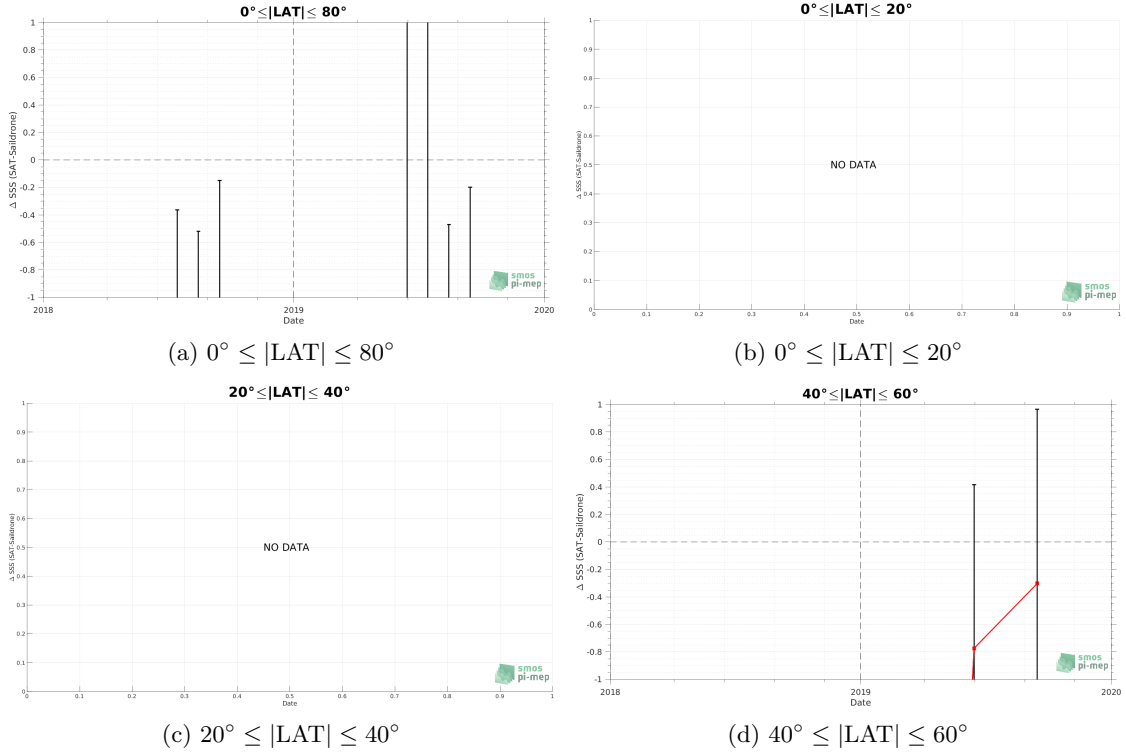 0°≤|LAT|≤ 80°
1
0.8
0.6
0.4
0.2
0
-0.2
-0.4
-0.6
-0.8
-1
Δ SSS (SAT-Saildrone)
2018
2019
2020
Date
smos
pi-mep
(a) 0° ≤ |LAT| ≤ 80°
0°≤|LAT|≤ 20°
1
0.9
0.8
0.7
0.6
0.5
0.4
0.3
0.2
0.1
0
Δ SSS (SAT-Saildrone)
NO DATA
0 0.1 0.2 0.3 0.4 0.5 0.6 0.7 0.8 0.9 1
Date
smos
pi-mep
(b) 0° ≤ |LAT| ≤ 20°
20°≤|LAT|≤ 40°
1
0.9
0.8
0.7
0.6
0.5
0.4
0.3
0.2
0.1
0
Δ SSS (SAT-Saildrone)
NO DATA
0 0.1 0.2 0.3 0.4 0.5 0.6 0.7 0.8 0.9 1
Date
smos
pi-mep
(c) 20° ≤ |LAT| ≤ 40°
40°≤|LAT|≤ 60°
1
0.8
0.6
0.4
0.2
0
-0.2
-0.4
-0.6
-0.8
-1
Δ SSS (SAT-Saildrone)
2018
2019
2020
Date
smos
pi-mep
(d) 40° ≤ |LAT| ≤ 60°